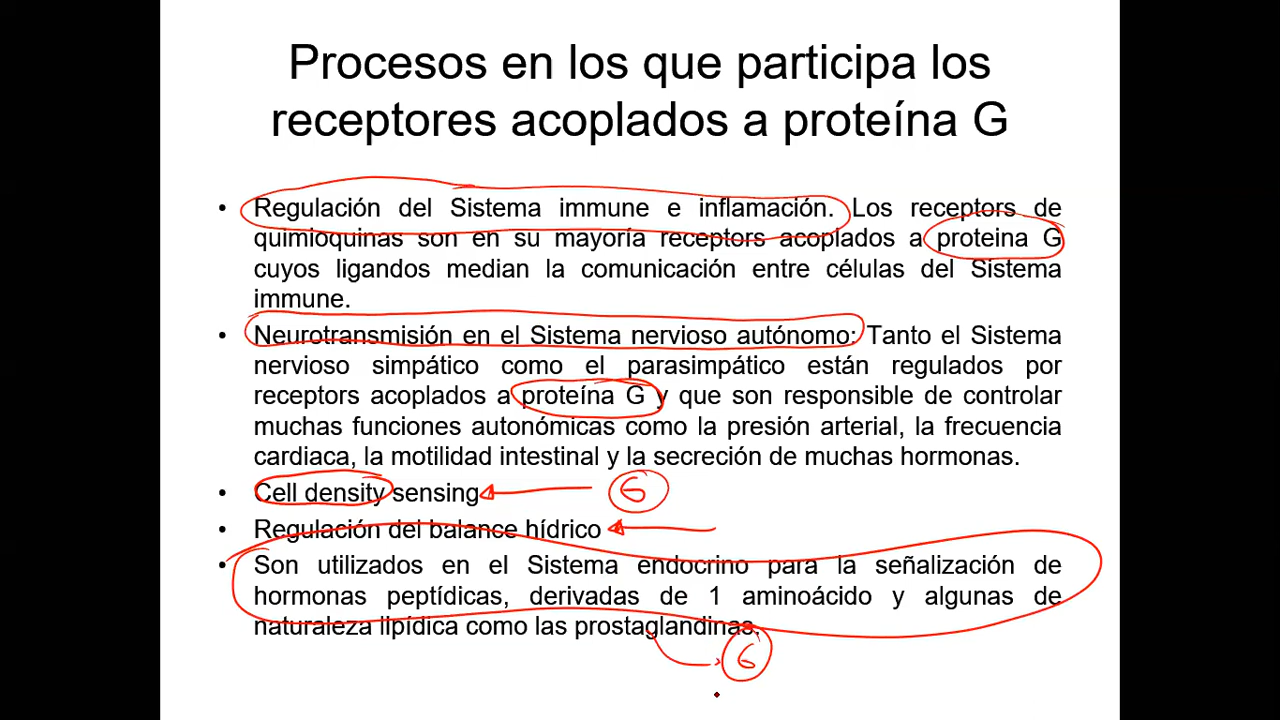 Procesos en los que participa los
receptores acoplados a proteína G
• Regulación del Sistema immune e inflamación. Los receptors de
quimioquinas son en su mayoría receptors acoplados a proteina G
cuyos ligandos median la comunicación entre células del Sistema
immune.
• Neurotransmisión en el Sistema nervioso autónomo: Tanto el Sistema
nervioso simpático como el parasimpático están regulados por
receptors acoplados a proteína G y que son responsible de controlar
muchas funciones autonómicas como la presión arterial, la frecuencia
cardiaca, la motilidad intestinal y la secreción de muchas hormonas.
• Cell density sensing G
• Regulación del balance hídrico
• Son utilizados en el Sistema endocrino para la señalización de
hormonas peptídicas, derivadas de 1 aminoácido y algunas de
naturaleza lipídica como las prostaglandinas.
G